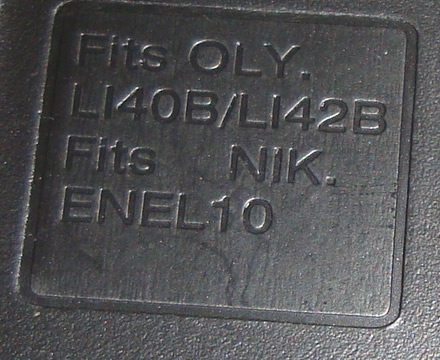 Fits OLY.
LI40B/LI42B
Fits NIK.
ENEL10